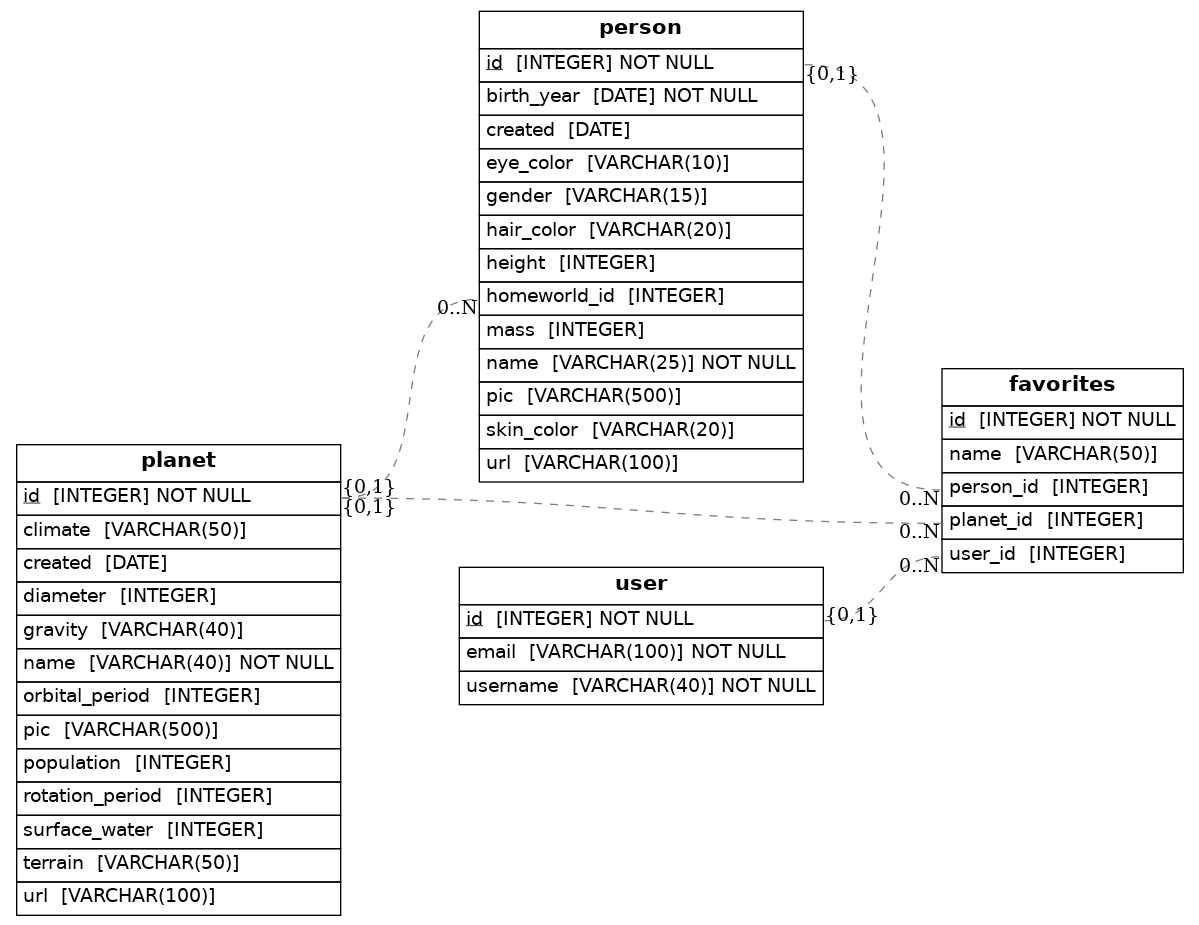 person
id [INTEGER] NOT NULL
birth_year [DATE] NOT NULL
created [DATE]
eye_color [VARCHAR(10)]
gender [VARCHAR(15)]
hair_color [VARCHAR(20)]
height [INTEGER]
homeworld_id [INTEGER]
mass [INTEGER]
name [VARCHAR(25)] NOT NULL
pic [VARCHAR(500)]
skin_color [VARCHAR(20)]
url [VARCHAR(100)]
{0,1}
0..N
favorites
id [INTEGER] NOT NULL
name [VARCHAR(50)]
person_id [INTEGER]
planet_id [INTEGER]
user_id [INTEGER]
0..N
0..N
0..N
planet
id [INTEGER] NOT NULL
climate [VARCHAR(50)]
created [DATE]
diameter [INTEGER]
gravity [VARCHAR(40)]
name [VARCHAR(40)] NOT NULL
orbital_period [INTEGER]
pic [VARCHAR(500)]
population [INTEGER]
rotation_period [INTEGER]
surface_water [INTEGER]
terrain [VARCHAR(50)]
url [VARCHAR(100)]
{0,1}
{0,1}
user
id [INTEGER] NOT NULL
email [VARCHAR(100)] NOT NULL
username [VARCHAR(40)] NOT NULL
{0,1}